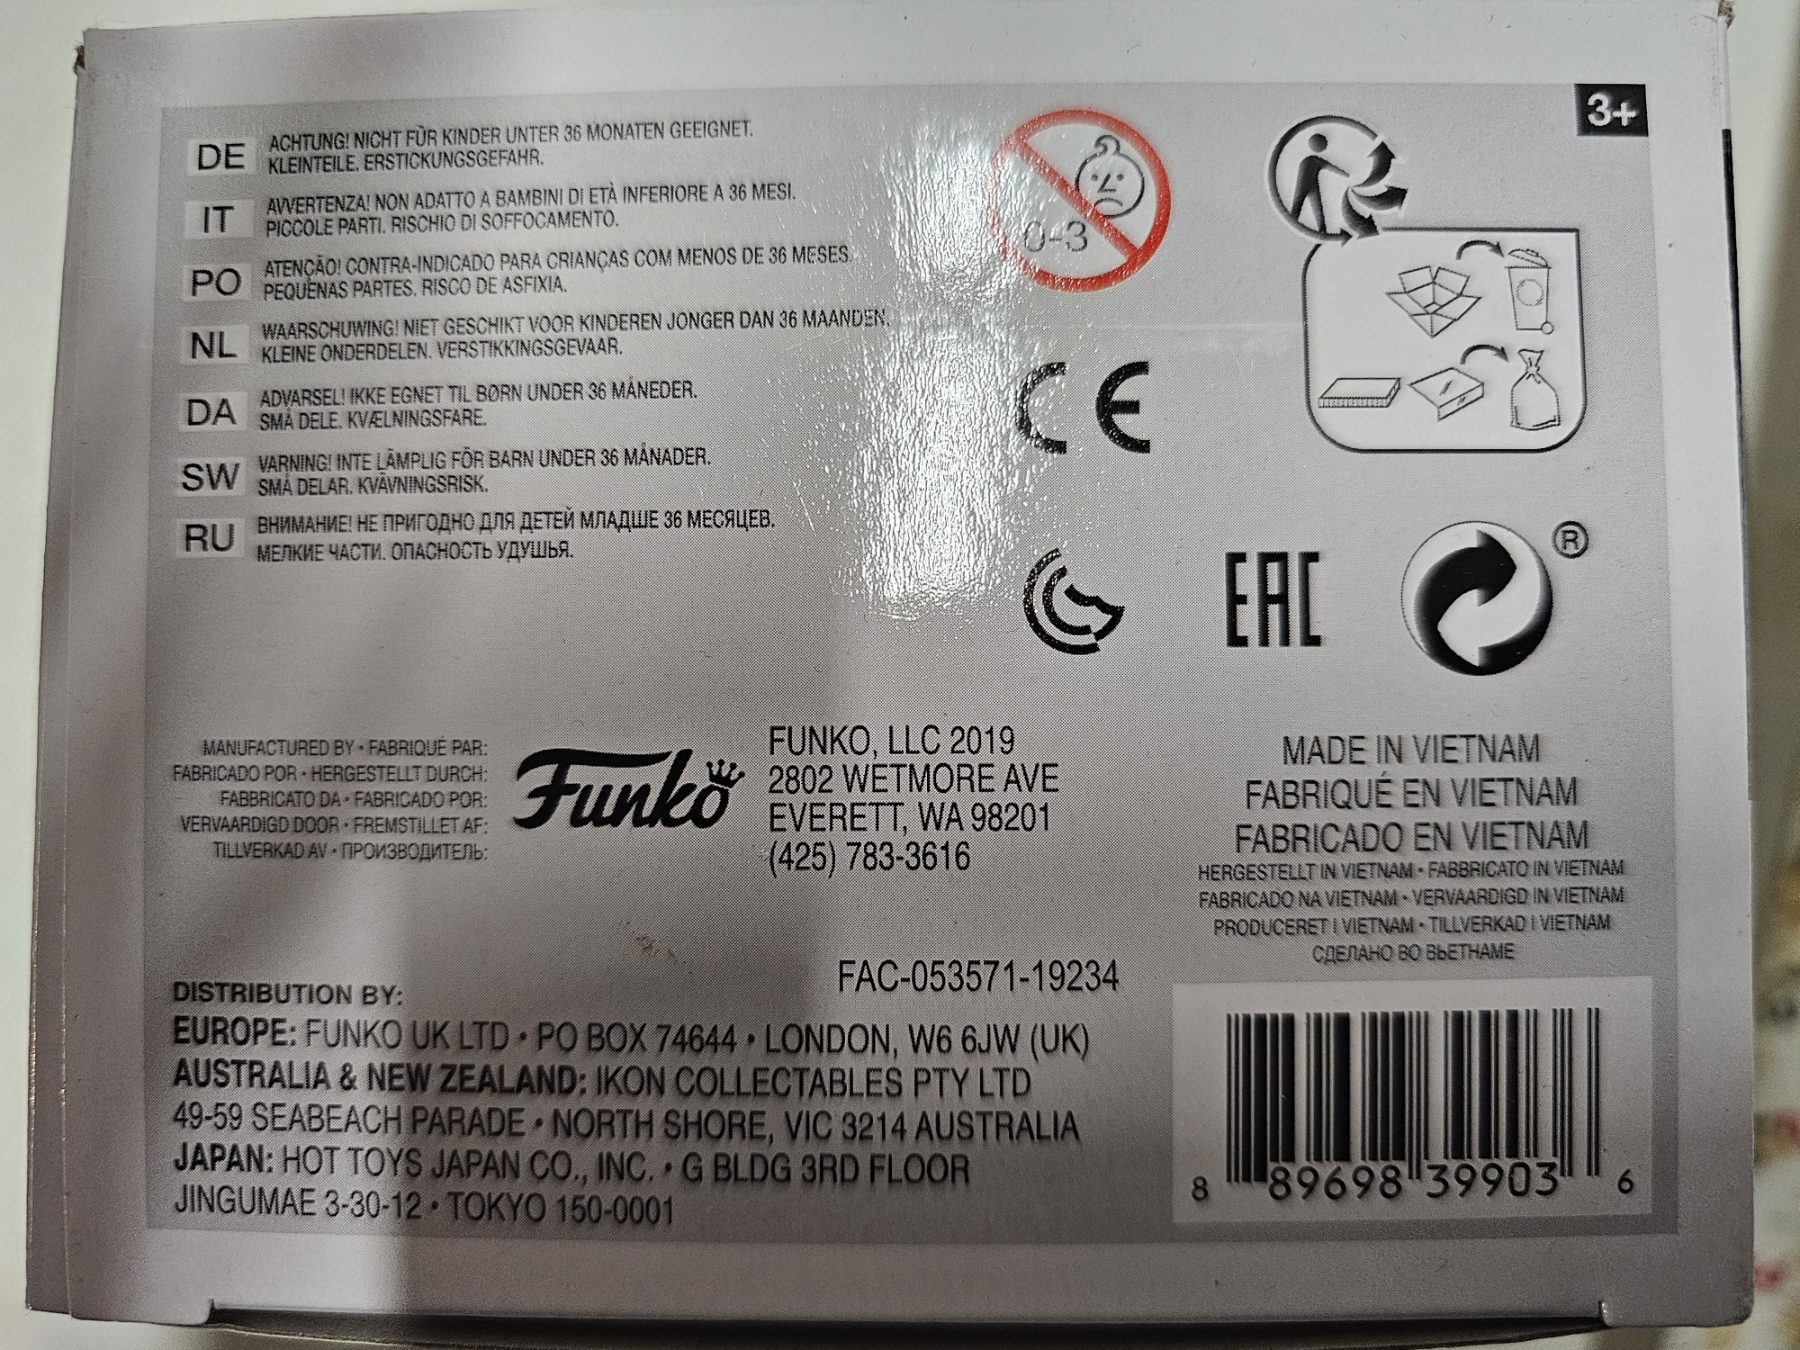 3+
DE
ACHTUNG! NICHT FÜR KINDER UNTER 36 MONATEN GEEIGNET.
KLEINTEILE. ERSTICKUNGSGEFAHR.
IT
AVVERTENZA! NON ADATTO A BAMBINI DI ETÀ INFERIORE A 36 MESI.
PICCOLE PARTI. RISCHIO DI SOFFOCAMENTO.
PO
ATENÇÃO! CONTRA-INDICADO PARA CRIANÇAS COM MENOS DE 36 MESES.
PEQUENAS PARTES. RISCO DE ASFIXIA.
NL
WAARSCHUWING! NIET GESCHIKT VOOR KINDEREN JONGER DAN 36 MAANDEN.
KLEINE ONDERDELEN. VERSTIKKINGSGEVAAR.
DA
ADVARSEL! IKKE EGNET TIL BØRN UNDER 36 MÅNEDER.
SMÅ DELE. KVÆLNINGSFARE.
SW
VARNING! INTE LÄMPLIG FÖR BARN UNDER 36 MÅNADER.
SMÅ DELAR. KVÄVNINGSRISK.
RU
ВНИМАНИЕ! НЕ ПРИГОДНО ДЛЯ ДЕТЕЙ МЛАДШЕ 36 МЕСЯЦЕВ.
МЕЛКИЕ ЧАСТИ. ОПАСНОСТЬ УДУШЬЯ.
0-3
CE
EAC
®
MANUFACTURED BY • FABRIQUÉ PAR:
FABRICADO POR • HERGESTELLT DURCH:
FABBRICATO DA • FABRICADO POR:
VERVAARDIGD DOOR • FREMSTILLET AF:
TILLVERKAD AV • ПРОИЗВОДИТЕЛЬ:
Funko
FUNKO, LLC 2019
2802 WETMORE AVE
EVERETT, WA 98201
(425) 783-3616
MADE IN VIETNAM
FABRIQUÉ EN VIETNAM
FABRICADO EN VIETNAM
HERGESTELLT IN VIETNAM • FABBRICATO IN VIETNAM
FABRICADO NA VIETNAM • VERVAARDIGD IN VIETNAM
PRODUCERET I VIETNAM • TILLVERKAD I VIETNAM
СДЕЛАНО ВО ВЬЕТНАМЕ
FAC-053571-19234
DISTRIBUTION BY:
EUROPE: FUNKO UK LTD • PO BOX 74644 • LONDON, W6 6JW (UK)
AUSTRALIA & NEW ZEALAND: IKON COLLECTABLES PTY LTD
49-59 SEABEACH PARADE • NORTH SHORE, VIC 3214 AUSTRALIA
JAPAN: HOT TOYS JAPAN CO., INC. • G BLDG 3RD FLOOR
JINGUMAE 3-30-12 • TOKYO 150-0001
8 89698 39903 6